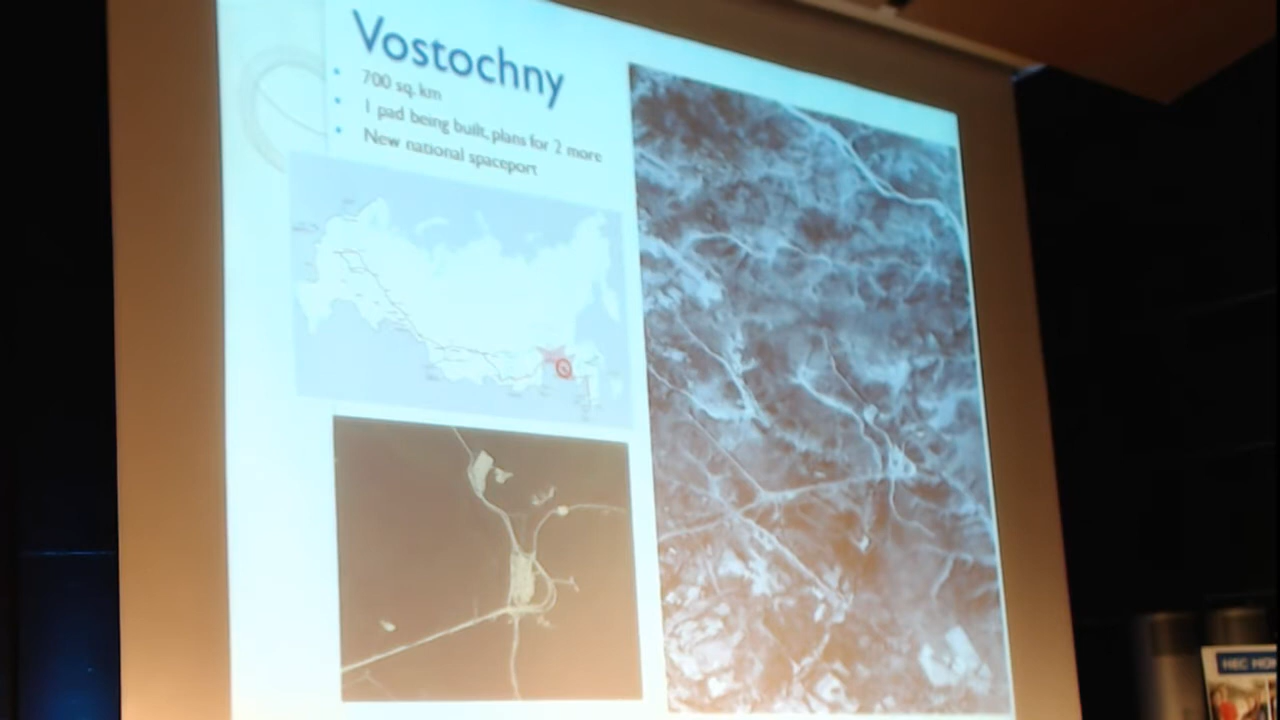 Vostochny
• 700 sq. km
• 1 pad being built, plans for 2 more
• New national spaceport